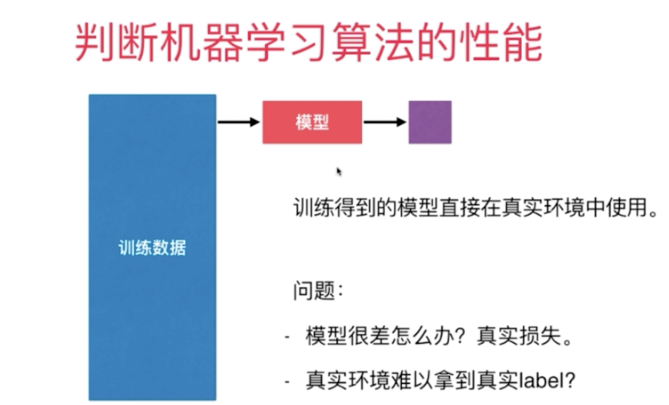 判断机器学习算法的性能
模型
训练得到的模型直接在真实环境中使用。
训练数据
问题：
- 模型很差怎么办？真实损失。
- 真实环境难以拿到真实label？